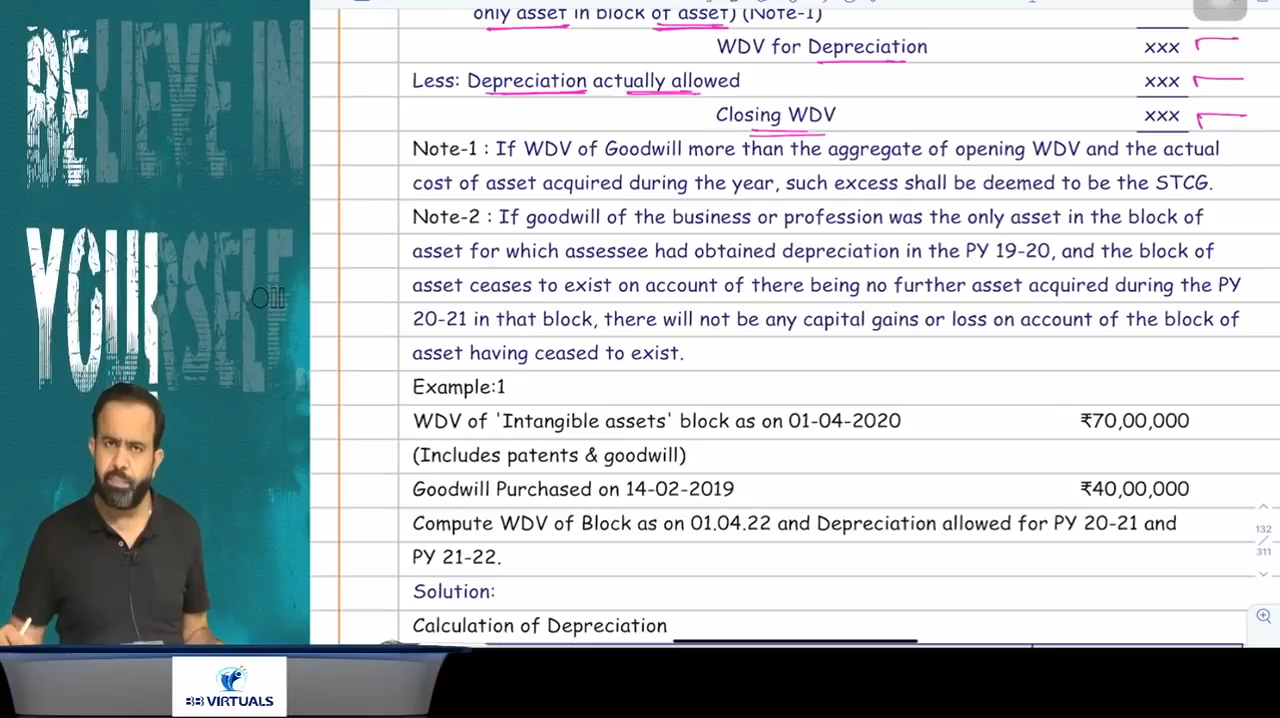 BELIEVE IN
YOURSELF
only asset in block of asset) (Note-1)
WDV for Depreciation xxx
Less: Depreciation actually allowed xxx
Closing WDV xxx
Note-1 : If WDV of Goodwill more than the aggregate of opening WDV and the actual
cost of asset acquired during the year, such excess shall be deemed to be the STCG.
Note-2 : If goodwill of the business or profession was the only asset in the block of
asset for which assessee had obtained depreciation in the PY 19-20, and the block of
asset ceases to exist on account of there being no further asset acquired during the PY
20-21 in that block, there will not be any capital gains or loss on account of the block of
asset having ceased to exist.
Example:1
WDV of 'Intangible assets' block as on 01-04-2020 ₹70,00,000
(Includes patents & goodwill)
Goodwill Purchased on 14-02-2019 ₹40,00,000
Compute WDV of Block as on 01.04.22 and Depreciation allowed for PY 20-21 and
PY 21-22.
Solution:
Calculation of Depreciation
132
311
BB VIRTUALS